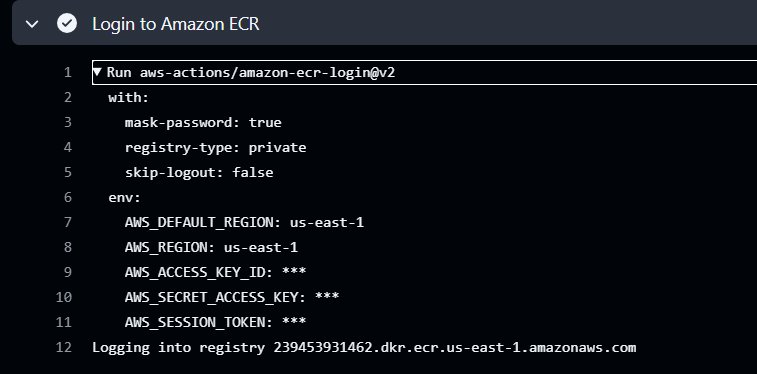 Login to Amazon ECR
1 ▼ Run aws-actions/amazon-ecr-login@v2
2 with:
3 mask-password: true
4 registry-type: private
5 skip-logout: false
6 env:
7 AWS_DEFAULT_REGION: us-east-1
8 AWS_REGION: us-east-1
9 AWS_ACCESS_KEY_ID: ***
10 AWS_SECRET_ACCESS_KEY: ***
11 AWS_SESSION_TOKEN: ***
12 Logging into registry 239453931462.dkr.ecr.us-east-1.amazonaws.com